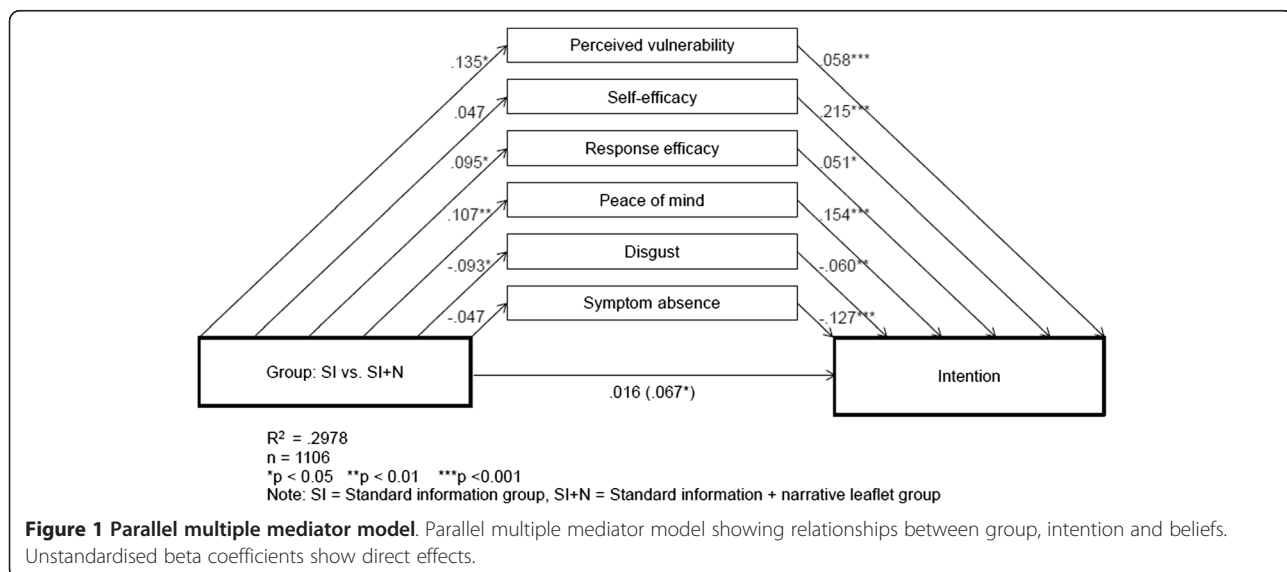 Perceived vulnerability
.135*
.058***
Self-efficacy
.047
.215***
Response efficacy
.095*
.051*
Peace of mind
.107**
.154***
Disgust
-.093*
-.060**
Symptom absence
-.047
-.127***
Group: SI vs. SI+N
Intention
.016 (.067*)
R² = .2978
n = 1106
*p < 0.05 **p < 0.01 ***p <0.001
Note: SI = Standard information group, SI+N = Standard information + narrative leaflet group
Figure 1 Parallel multiple mediator model. Parallel multiple mediator model showing relationships between group, intention and beliefs.
Unstandardised beta coefficients show direct effects.